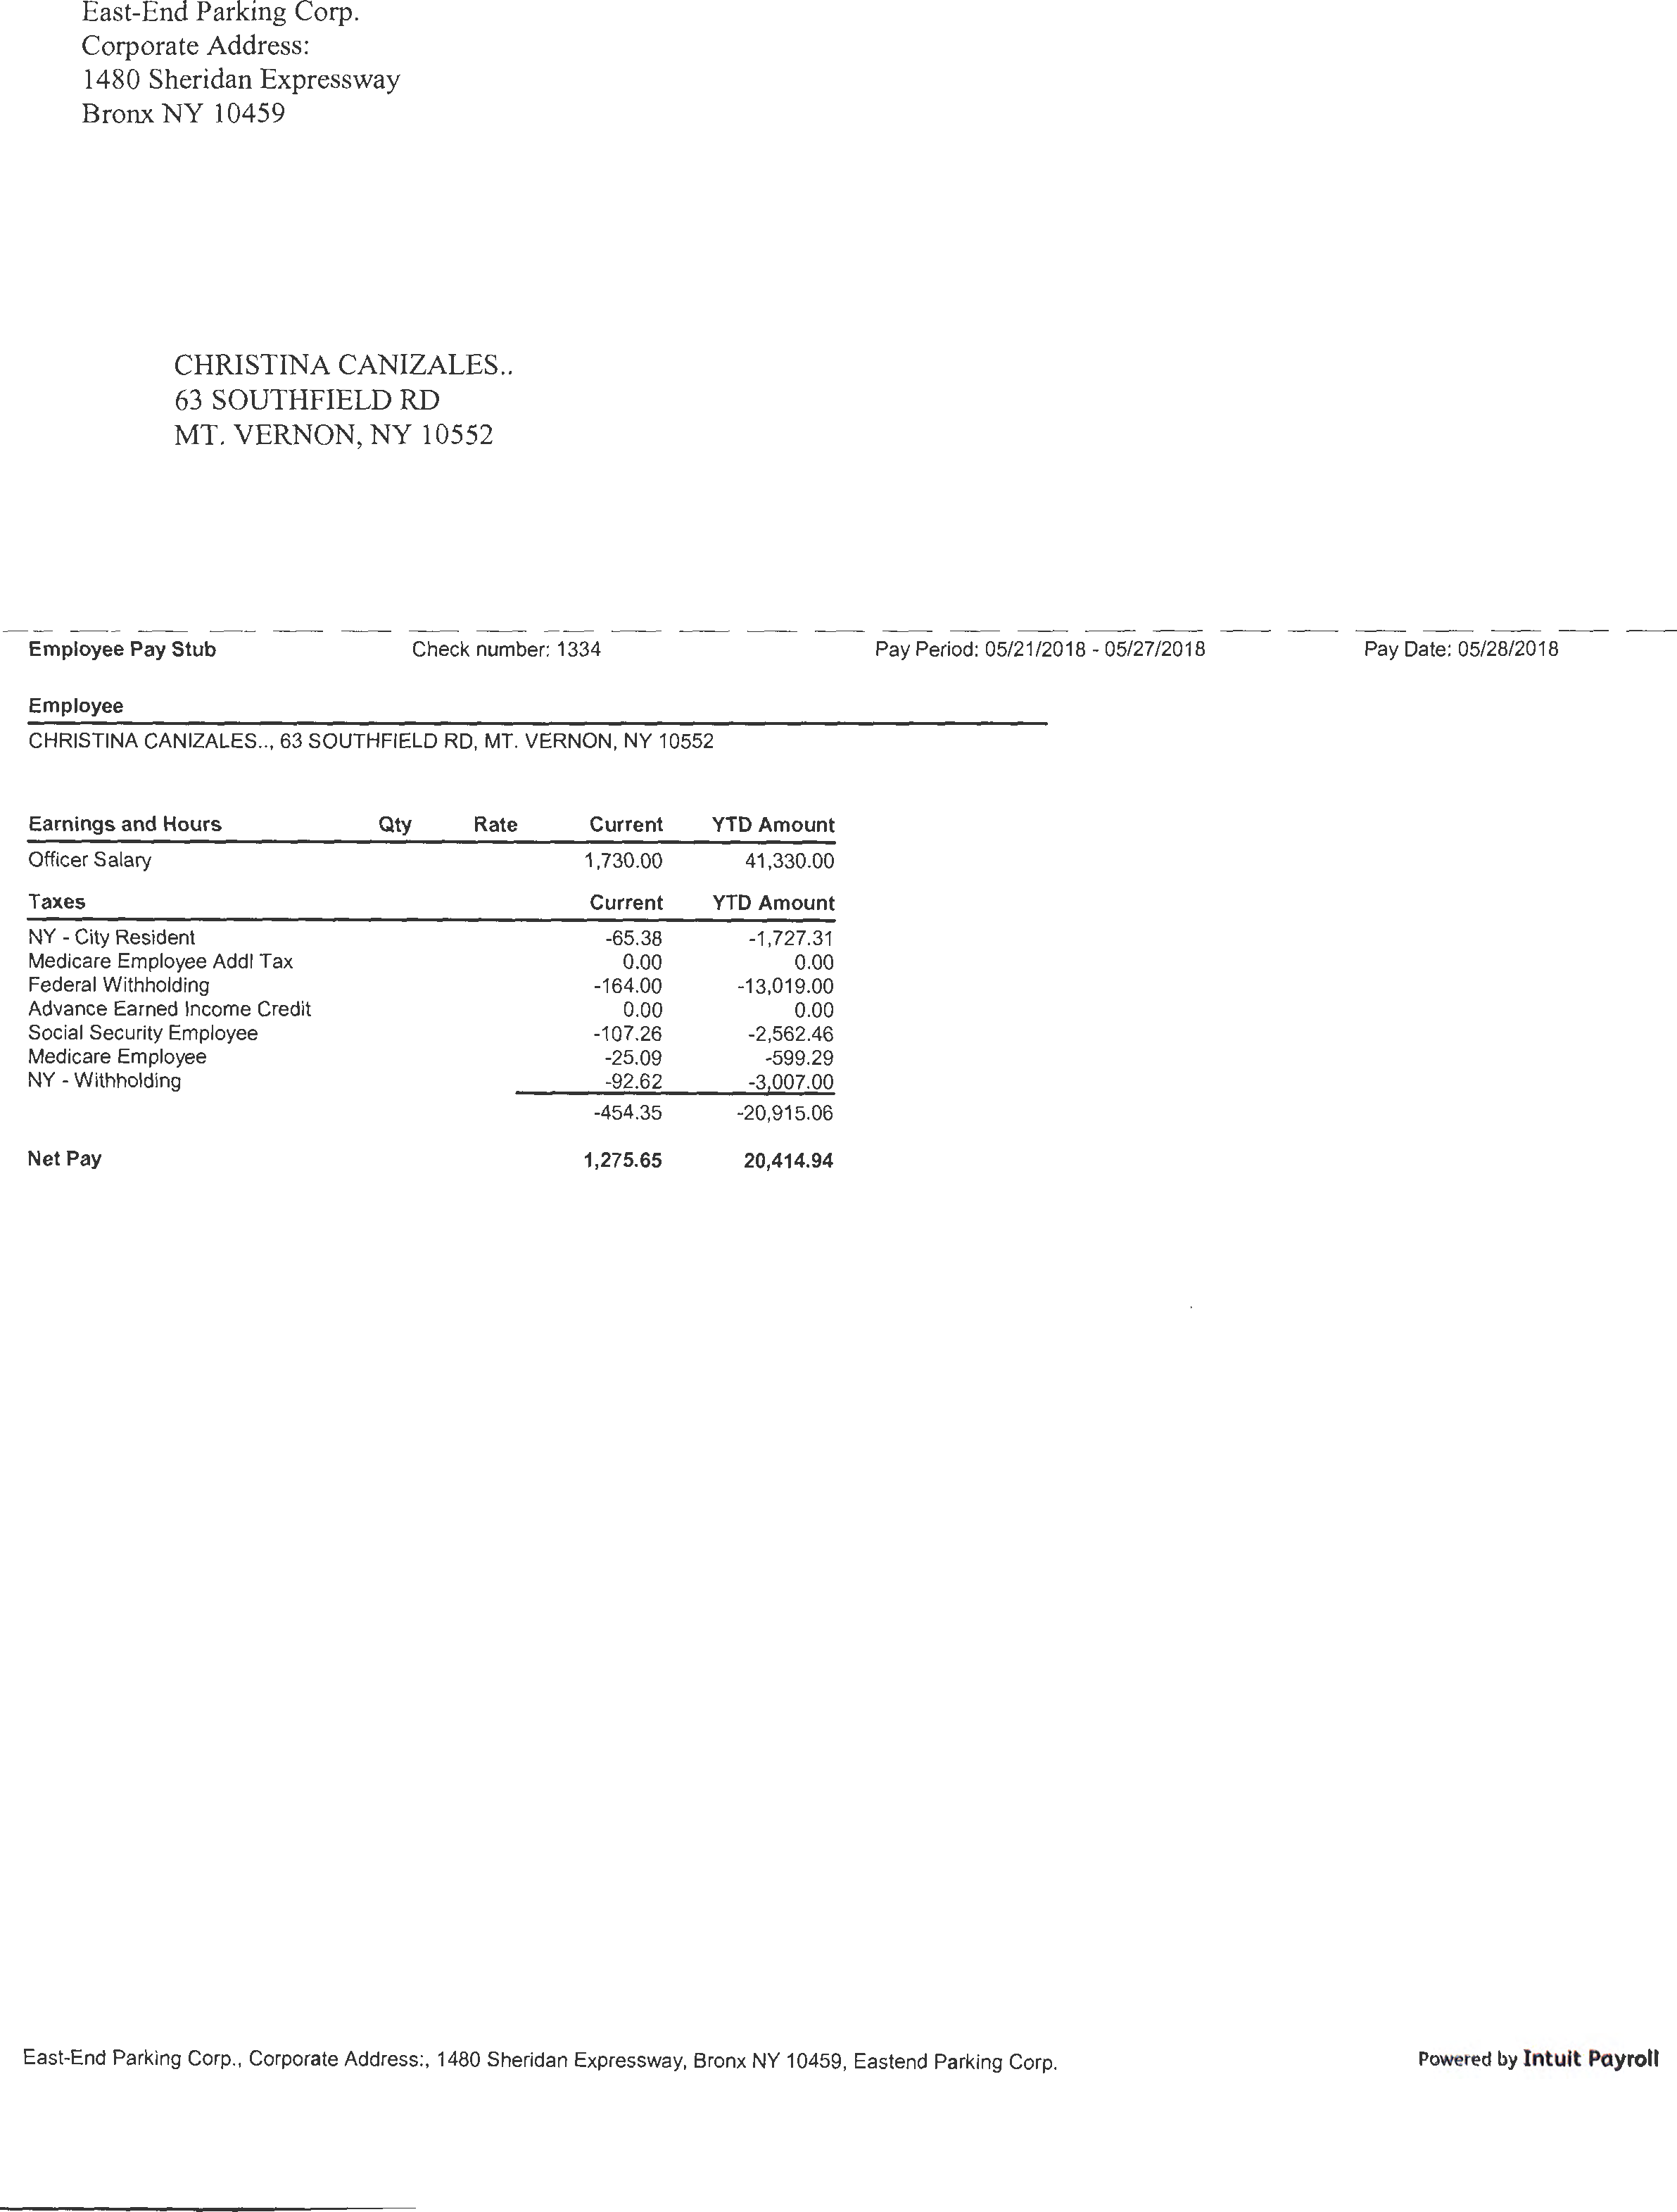 East-End Parking Corp.
Corporate Address:
1480 Sheridan Expressway
Bronx NY 10459
CHRISTINA CANIZALES..
63 SOUTHFIELD RD
MT. VERNON, NY 10552
Employee Pay Stub Check number: 1334 Pay Period: 05/21/2018 - 05/27/2018 Pay Date: 05/28/2018
Employee
CHRISTINA CANIZALES.., 63 SOUTHFIELD RD, MT. VERNON, NY 10552
Earnings and Hours Qty Rate Current YTD Amount
Officer Salary 1,730.00 41,330.00
Taxes Current YTD Amount
NY - City Resident -65.38 -1,727.31
Medicare Employee Addl Tax 0.00 0.00
Federal Withholding -164.00 -13,019.00
Advance Earned Income Credit 0.00 0.00
Social Security Employee -107.26 -2,562.46
Medicare Employee -25.09 -599.29
NY - Withholding -92.62 -3,007.00
-454.35 -20,915.06
Net Pay 1,275.65 20,414.94
East-End Parking Corp., Corporate Address:, 1480 Sheridan Expressway, Bronx NY 10459, Eastend Parking Corp. Powered by Intuit Payroll